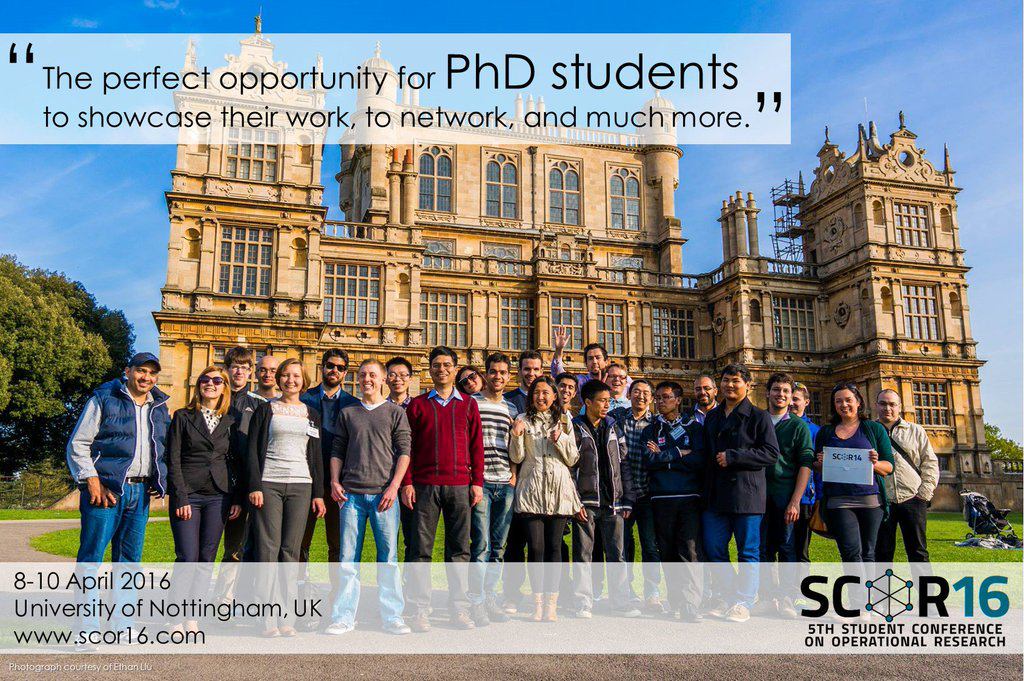 “The perfect opportunity for PhD students
to showcase their work, to network, and much more.”
SCOR14
8-10 April 2016
University of Nottingham, UK
www.scor16.com
SCOR16
5TH STUDENT CONFERENCE
ON OPERATIONAL RESEARCH
Photograph courtesy of Ethan Liu